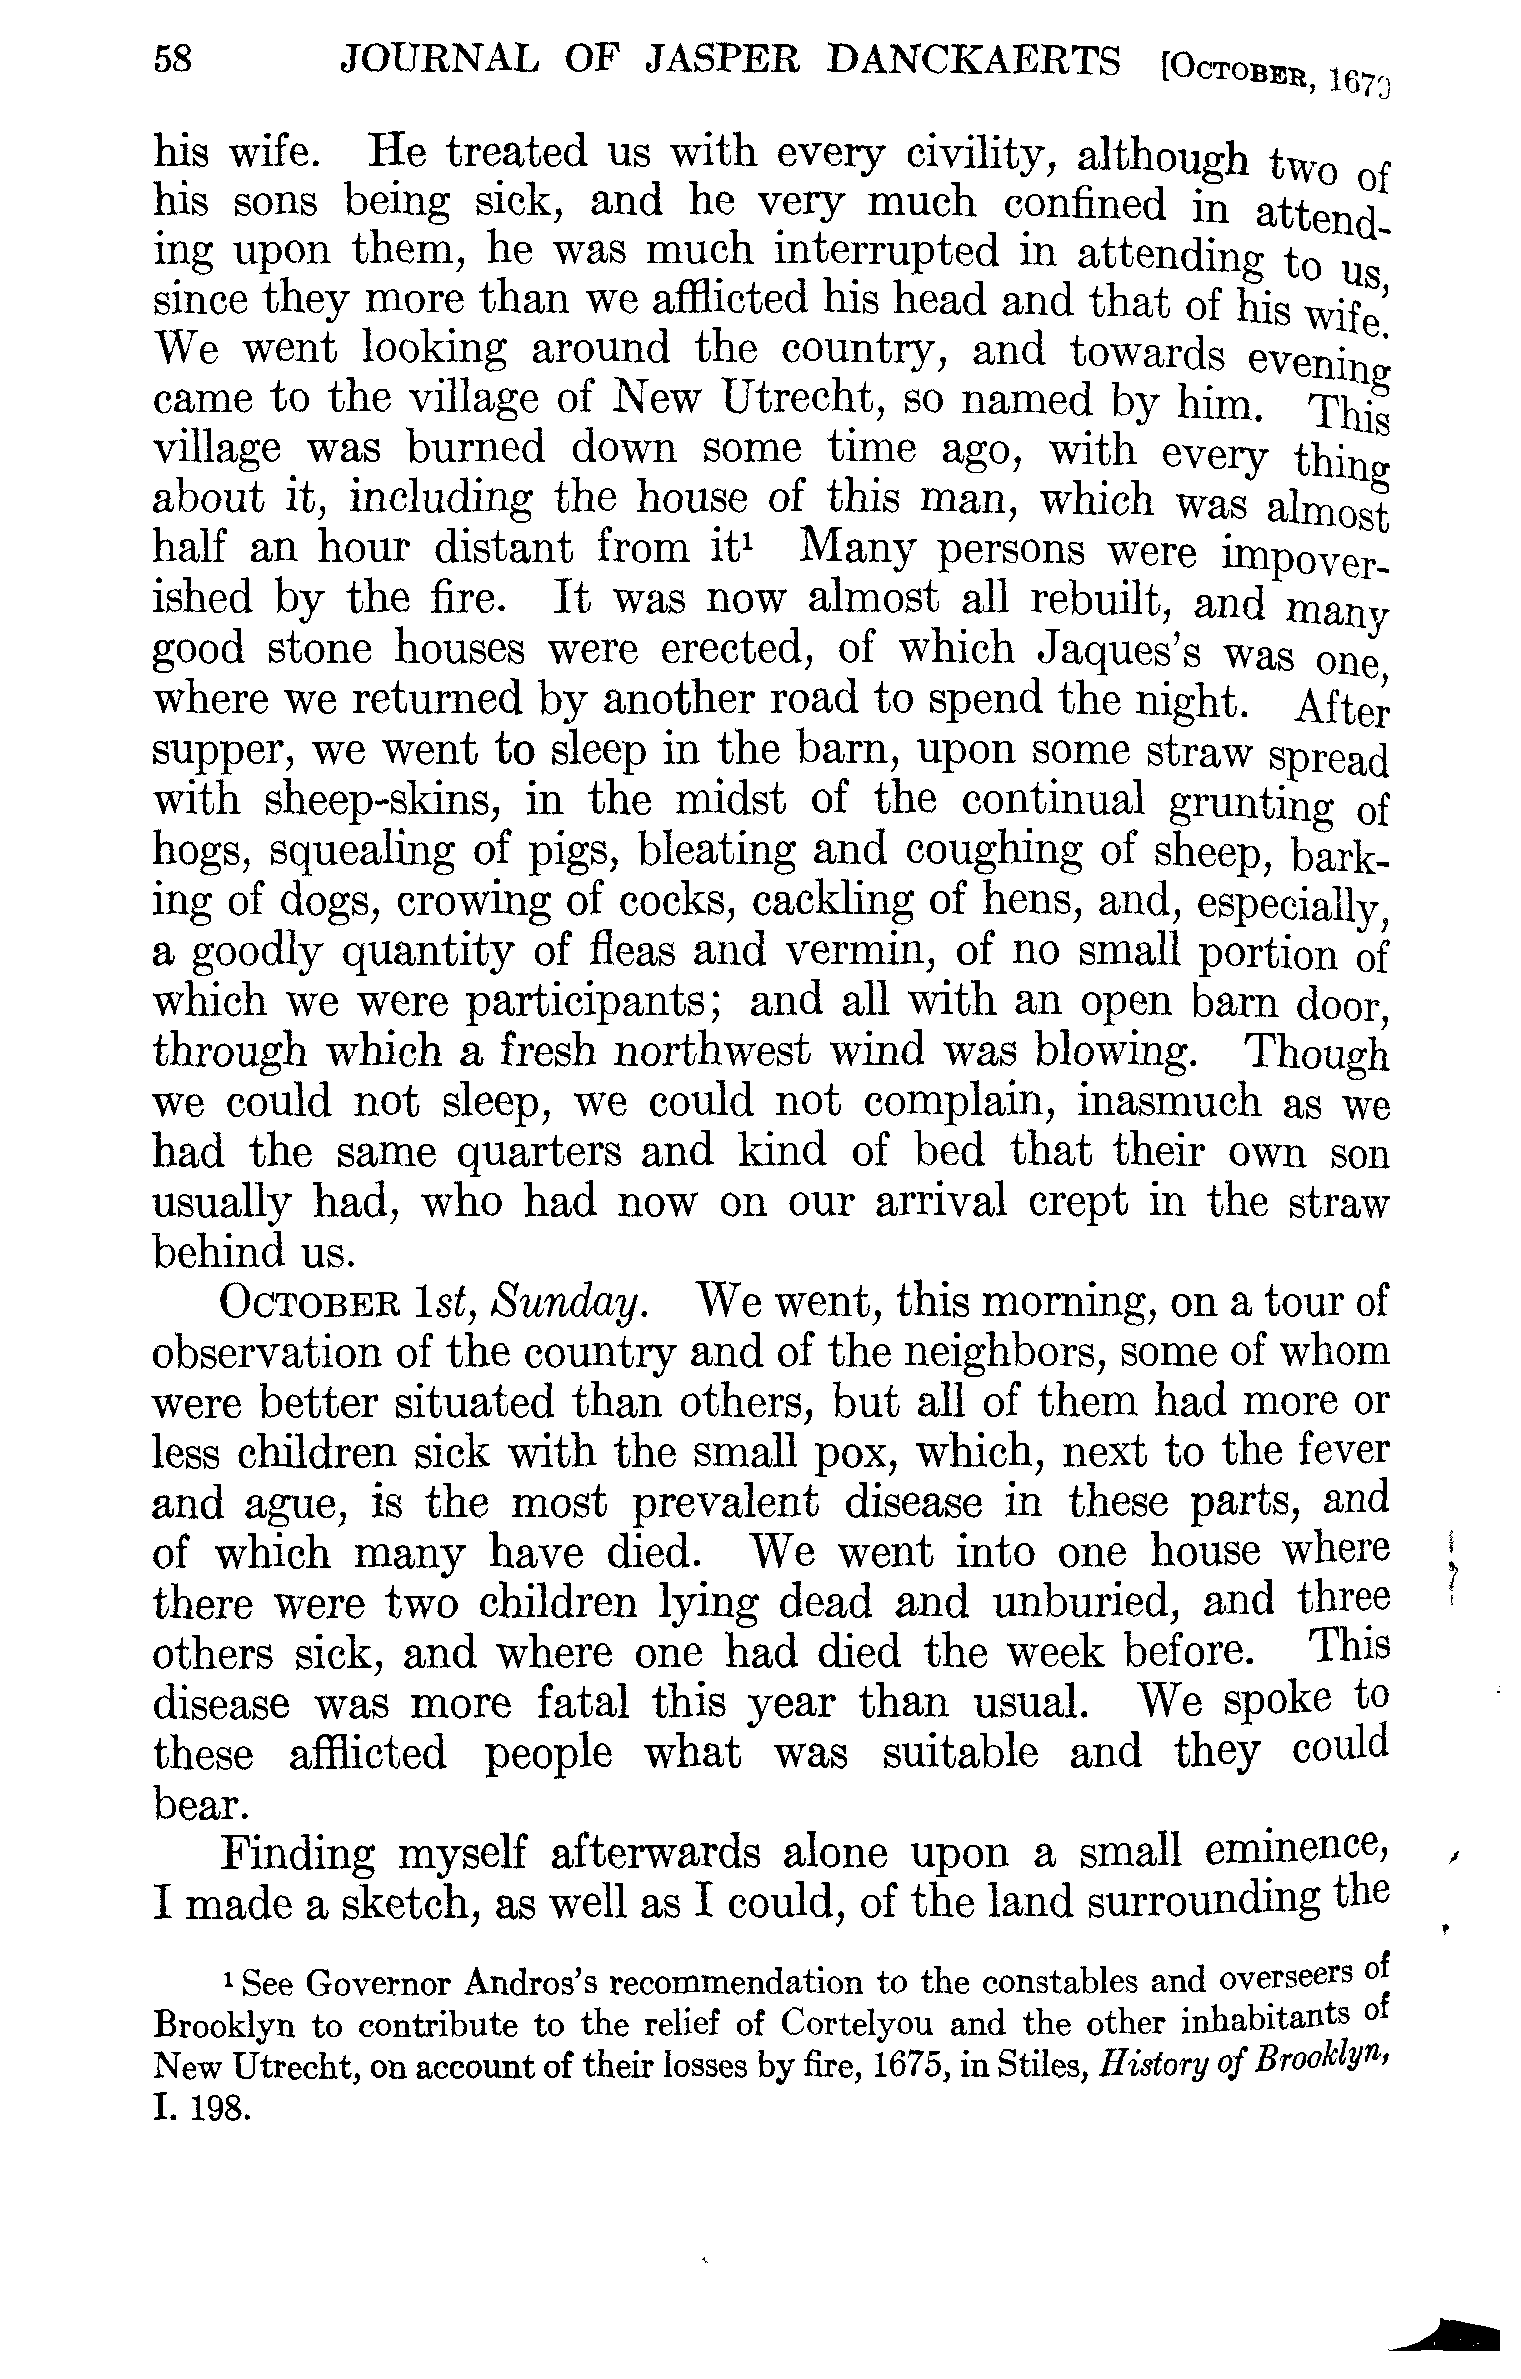 58 JOURNAL OF JASPER DANCKAERTS [OCTOBER, 1679
his wife. He treated us with every civility, although two of
his sons being sick, and he very much confined in attend-
ing upon them, he was much interrupted in attending to us,
since they more than we afflicted his head and that of his wife.
We went looking around the country, and towards evening
came to the village of New Utrecht, so named by him. This
village was burned down some time ago, with every thing
about it, including the house of this man, which was almost
half an hour distant from it¹ Many persons were impover-
ished by the fire. It was now almost all rebuilt, and many
good stone houses were erected, of which Jaques's was one,
where we returned by another road to spend the night. After
supper, we went to sleep in the barn, upon some straw spread
with sheep-skins, in the midst of the continual grunting of
hogs, squealing of pigs, bleating and coughing of sheep, bark-
ing of dogs, crowing of cocks, cackling of hens, and, especially,
a goodly quantity of fleas and vermin, of no small portion of
which we were participants; and all with an open barn door,
through which a fresh northwest wind was blowing. Though
we could not sleep, we could not complain, inasmuch as we
had the same quarters and kind of bed that their own son
usually had, who had now on our arrival crept in the straw
behind us.
OCTOBER 1st, Sunday. We went, this morning, on a tour of
observation of the country and of the neighbors, some of whom
were better situated than others, but all of them had more or
less children sick with the small pox, which, next to the fever
and ague, is the most prevalent disease in these parts, and
of which many have died. We went into one house where
there were two children lying dead and unburied, and three
others sick, and where one had died the week before. This
disease was more fatal this year than usual. We spoke to
these afflicted people what was suitable and they could
bear.
Finding myself afterwards alone upon a small eminence,
I made a sketch, as well as I could, of the land surrounding the
¹ See Governor Andros's recommendation to the constables and overseers of
Brooklyn to contribute to the relief of Cortelyou and the other inhabitants of
New Utrecht, on account of their losses by fire, 1675, in Stiles, History of Brooklyn,
I. 198.